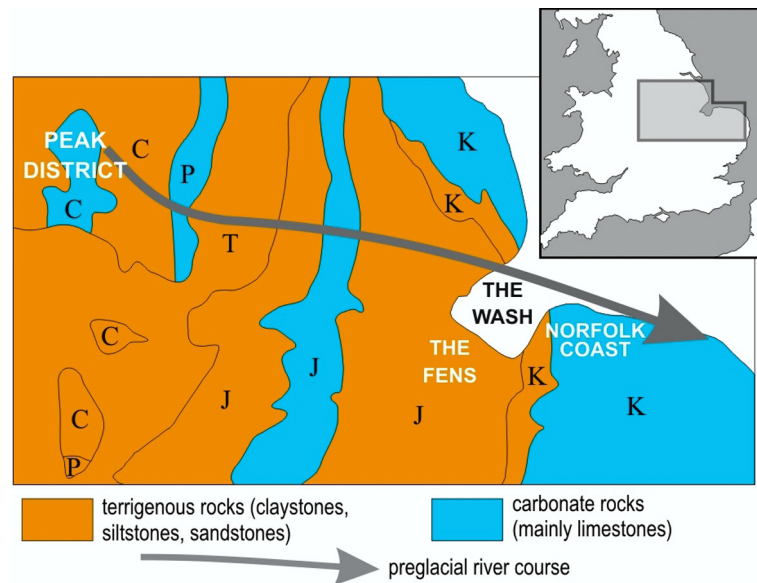 PEAK
DISTRICT
C
C
P
T
K
K
THE
WASH
NORFOLK
COAST
THE
FENS
C
J
J
J
K
K
C
P
terrigenous rocks (claystones,
siltstones, sandstones)
carbonate rocks
(mainly limestones)
preglacial river course